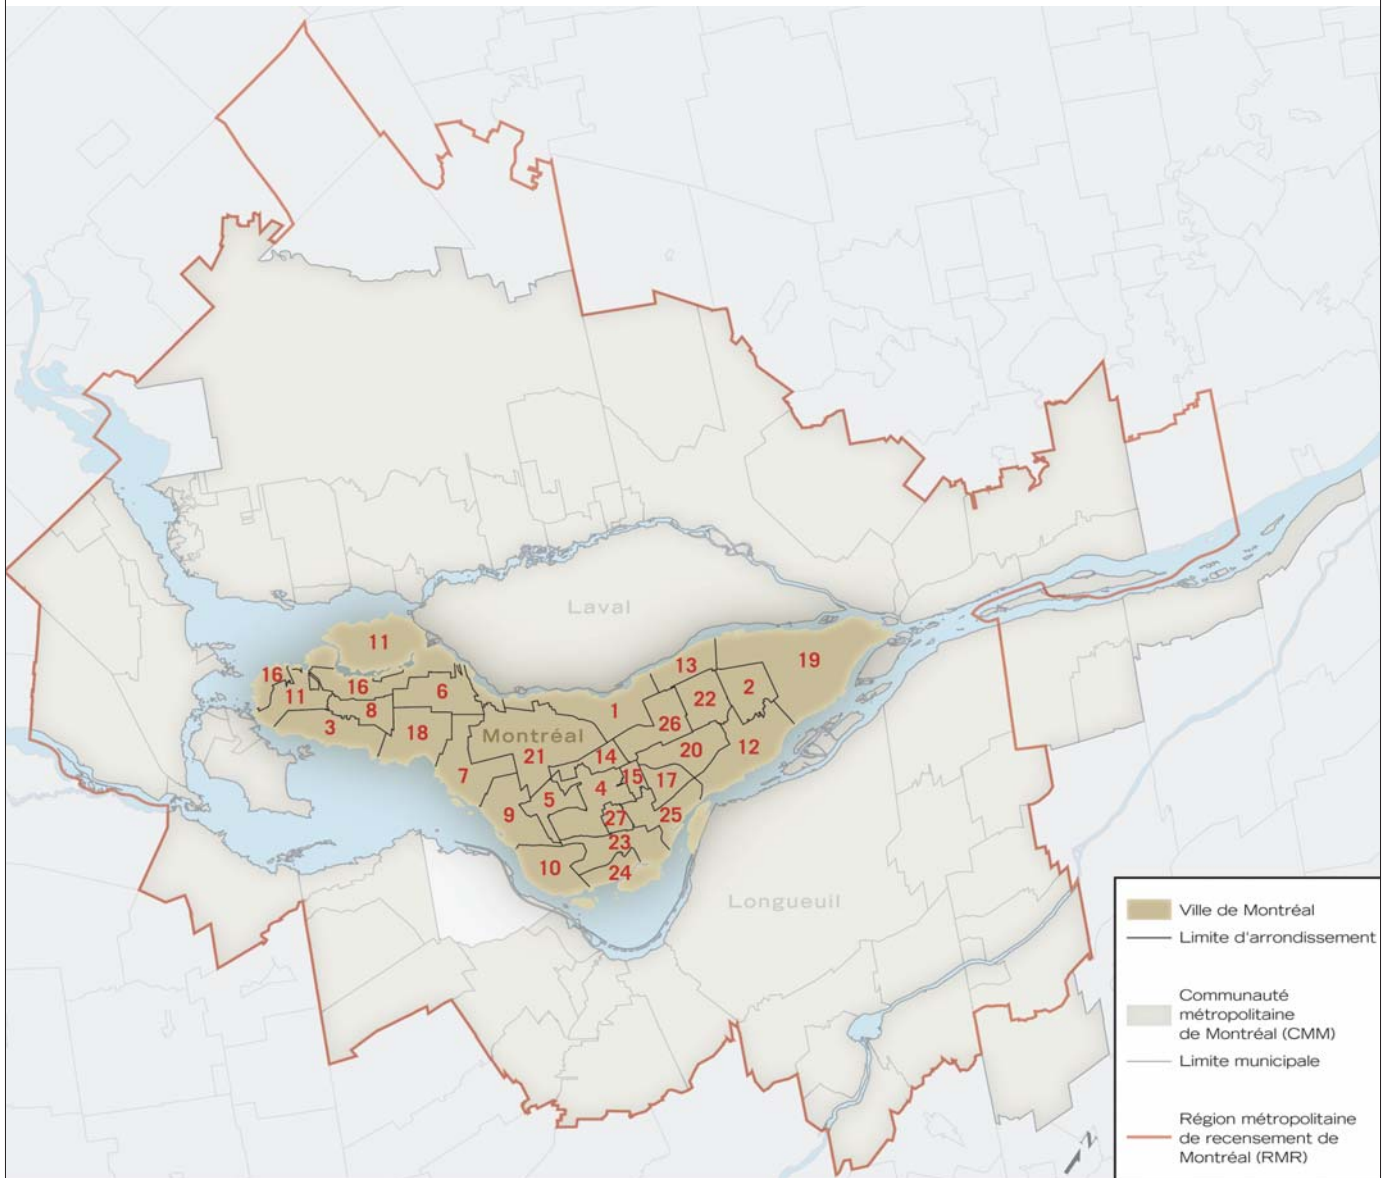 Laval
11
19
13
16
2
16
6
22
11
8
1
3
26
18
Montréal
12
20
21
14
7
15
17
4
5
9
25
27
23
10
24
Longueuil
Ville de Montréal
Limite d'arrondissement
Communauté
métropolitaine
de Montréal (CMM)
Limite municipale
Région métropolitaine
de recensement de
Montréal (RMR)
N